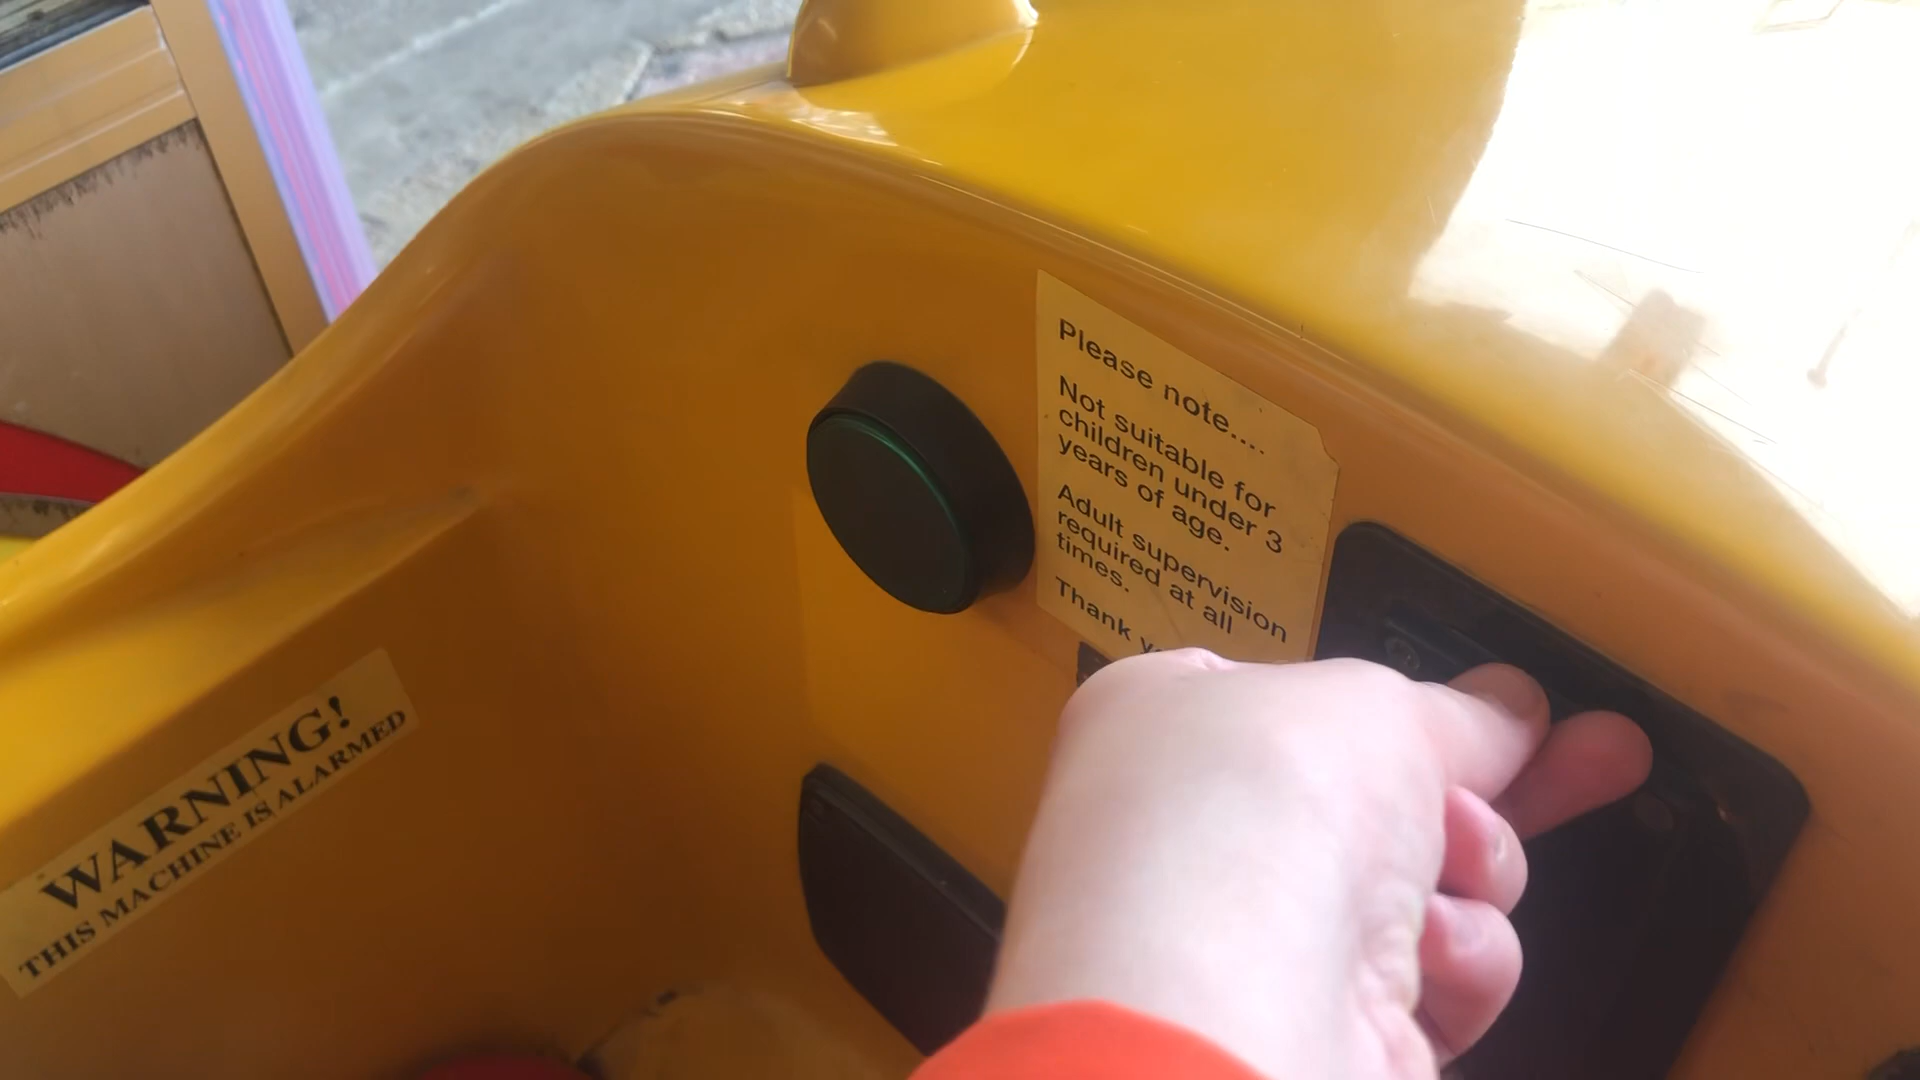 Please note....
Not suitable for
children under 3
years of age.
Adult supervision
required at all
times.
Thank
WARNING!
THIS MACHINE IS ALARMED